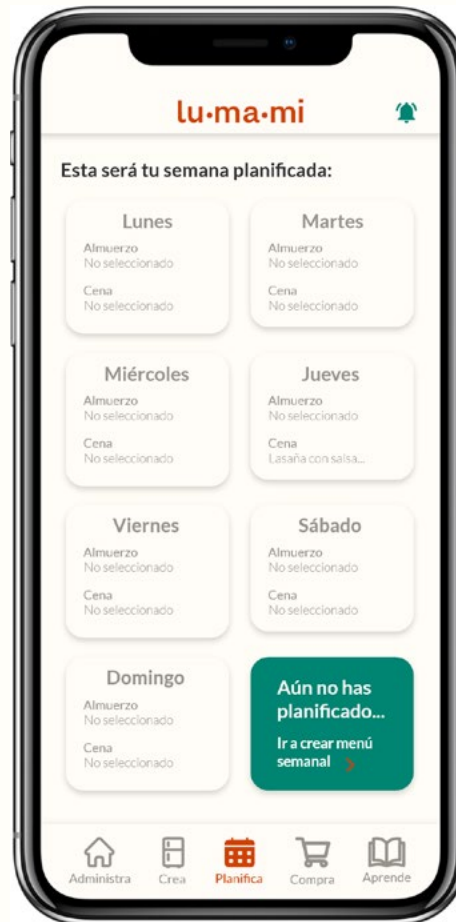 lu·ma·mi
Esta será tu semana planificada:
Lunes
Almuerzo
No seleccionado
Cena
No seleccionado
Martes
Almuerzo
No seleccionado
Cena
No seleccionado
Miércoles
Almuerzo
No seleccionado
Cena
No seleccionado
Jueves
Almuerzo
No seleccionado
Cena
Lasaña con salsa...
Viernes
Almuerzo
No seleccionado
Cena
No seleccionado
Sábado
Almuerzo
No seleccionado
Cena
No seleccionado
Domingo
Almuerzo
No seleccionado
Cena
No seleccionado
Aún no has
planificado...
Ir a crear menú
semanal
Administra
Crea
Planifica
Compra
Aprende